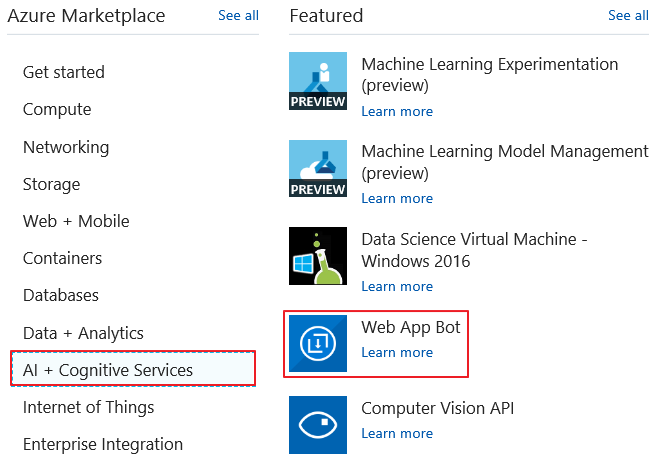 Azure Marketplace See all
Get started
Compute
Networking
Storage
Web + Mobile
Containers
Databases
Data + Analytics
AI + Cognitive Services
Internet of Things
Enterprise Integration
Featured See all
PREVIEW
Machine Learning Experimentation
(preview)
Learn more
PREVIEW
Machine Learning Model Management
(preview)
Learn more
Data Science Virtual Machine -
Windows 2016
Learn more
Web App Bot
Learn more
Computer Vision API
Learn more